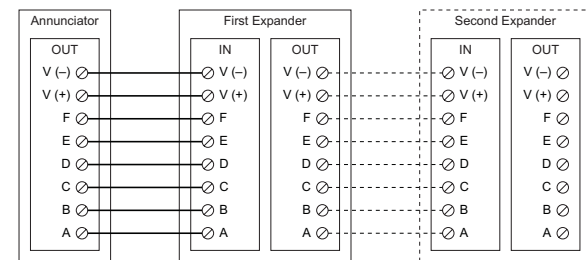 Annunciator First Expander Second Expander
OUT IN OUT IN OUT
V (–) V (–) V (–) V (–) V (–)
V (+) V (+) V (+) V (+) V (+)
F F F F F
E E E E E
D D D D D
C C C C C
B B B B B
A A A A A